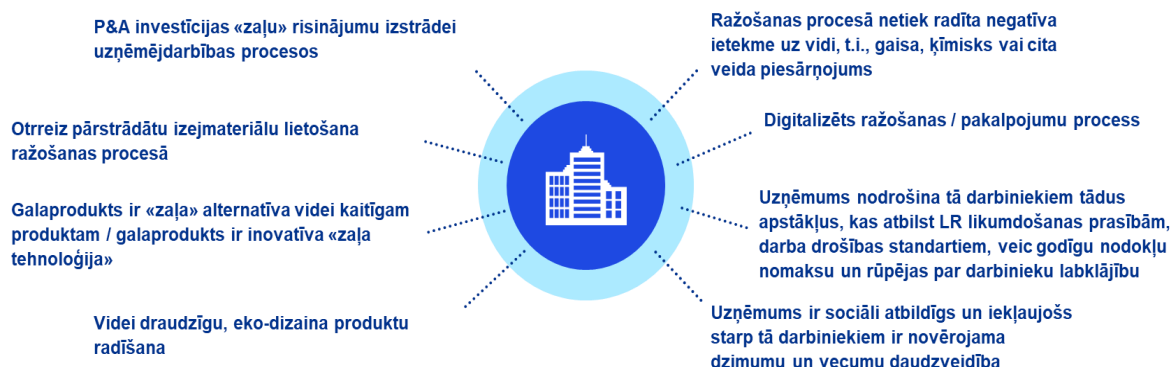 P&A investīcijas «zaļu» risinājumu izstrādei
uzņēmējdarbības procesos
Otrreiz pārstrādātu izejmateriālu lietošana
ražošanas procesā
Galaprodukts ir «zaļa» alternatīva videi kaitīgam
produktam / galaprodukts ir inovatīva «zaļa
tehnoloģija»
Videi draudzīgu, eko-dizaina produktu
radīšana
Ražošanas procesā netiek radīta negatīva
ietekme uz vidi, t.i., gaisa, ķīmisks vai cita
veida piesārņojums
Digitalizēts ražošanas / pakalpojumu process
Uzņēmums nodrošina tā darbiniekiem tādus
apstākļus, kas atbilst LR likumdošanas prasībām,
darba drošības standartiem, veic godīgu nodokļu
nomaksu un rūpējas par darbinieku labklājību
Uzņēmums ir sociāli atbildīgs un iekļaujošs
starp tā darbiniekiem ir novērojama
dzimumu un vecumu daudzveidība